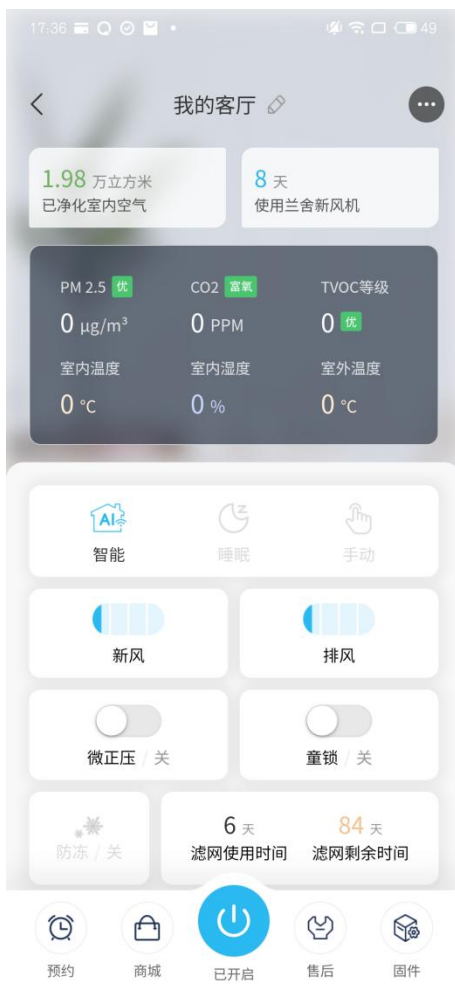 17:36 49
我的客厅
1.98 万立方米 8 天
已净化室内空气 使用兰舍新风机
PM 2.5 优 CO2 富氧 TVOC等级
0 μg/m³ 0 PPM 0 优
室内温度 室内湿度 室外温度
0 °C 0 % 0 °C
AI z
智能 睡眠 手动
新风 排风
微正压 / 关 童锁 / 关
6 天 84 天
防冻 / 关 滤网使用时间 滤网剩余时间
预约 商城 已开启 售后 固件